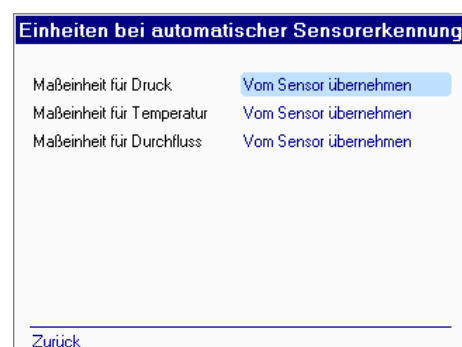 Einheiten bei automatischer Sensorerkennung
Maßeinheit für Druck Vom Sensor übernehmen
Maßeinheit für Temperatur Vom Sensor übernehmen
Maßeinheit für Durchfluss Vom Sensor übernehmen
Zurück